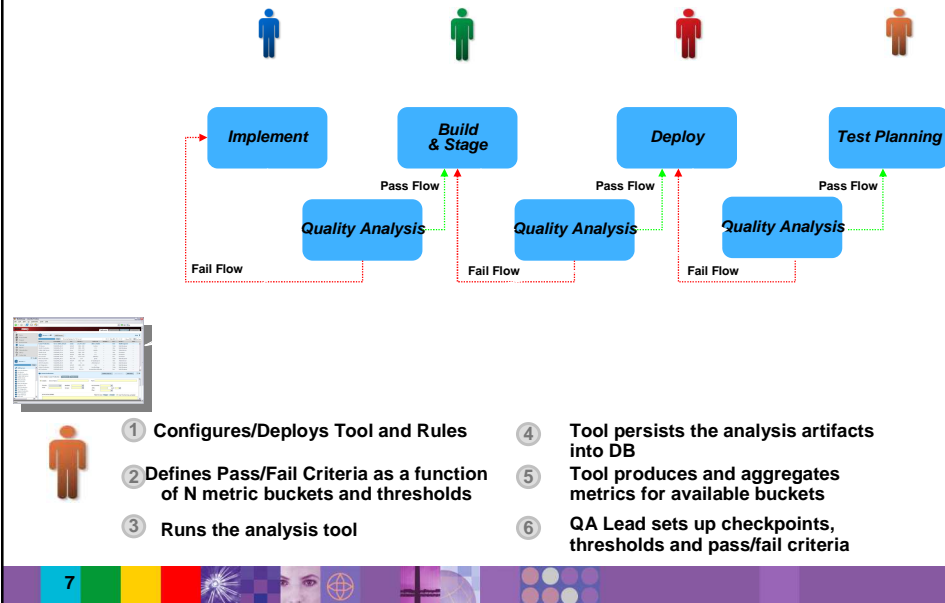 Implement
Build
& Stage
Deploy
Test Planning
Pass Flow
Pass Flow
Pass Flow
Quality Analysis
Quality Analysis
Quality Analysis
Fail Flow
Fail Flow
Fail Flow
1 Configures/Deploys Tool and Rules
2 Defines Pass/Fail Criteria as a function
of N metric buckets and thresholds
3 Runs the analysis tool
4 Tool persists the analysis artifacts
into DB
5 Tool produces and aggregates
metrics for available buckets
6 QA Lead sets up checkpoints,
thresholds and pass/fail criteria
7